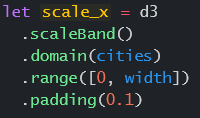 let scale_x = d3
.scaleBand()
.domain(cities)
.range([0, width])
.padding(0.1)